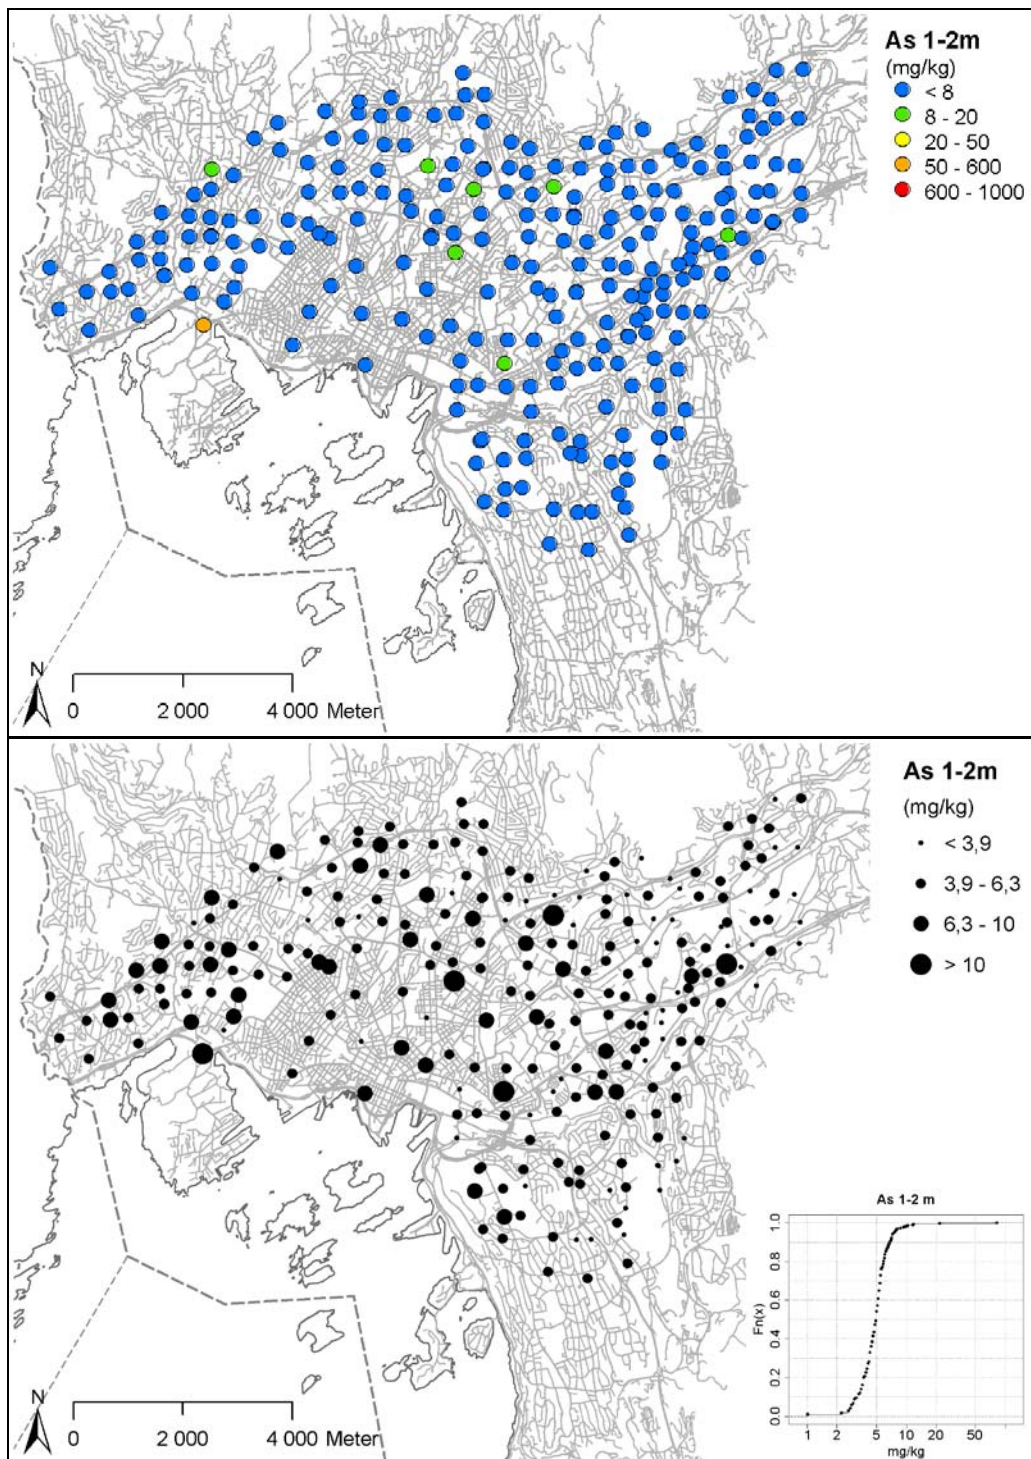 As 1-2m
(mg/kg)
< 8
8 - 20
20 - 50
50 - 600
600 - 1000
N
0 2 000 4 000 Meter
As 1-2m
(mg/kg)
< 3,9
3,9 - 6,3
6,3 - 10
> 10
N
0 2 000 4 000 Meter
As 1-2 m
Fn(x)
1.0
0.8
0.6
0.4
0.2
0.0
1 2 5 10 20 50
mg/kg